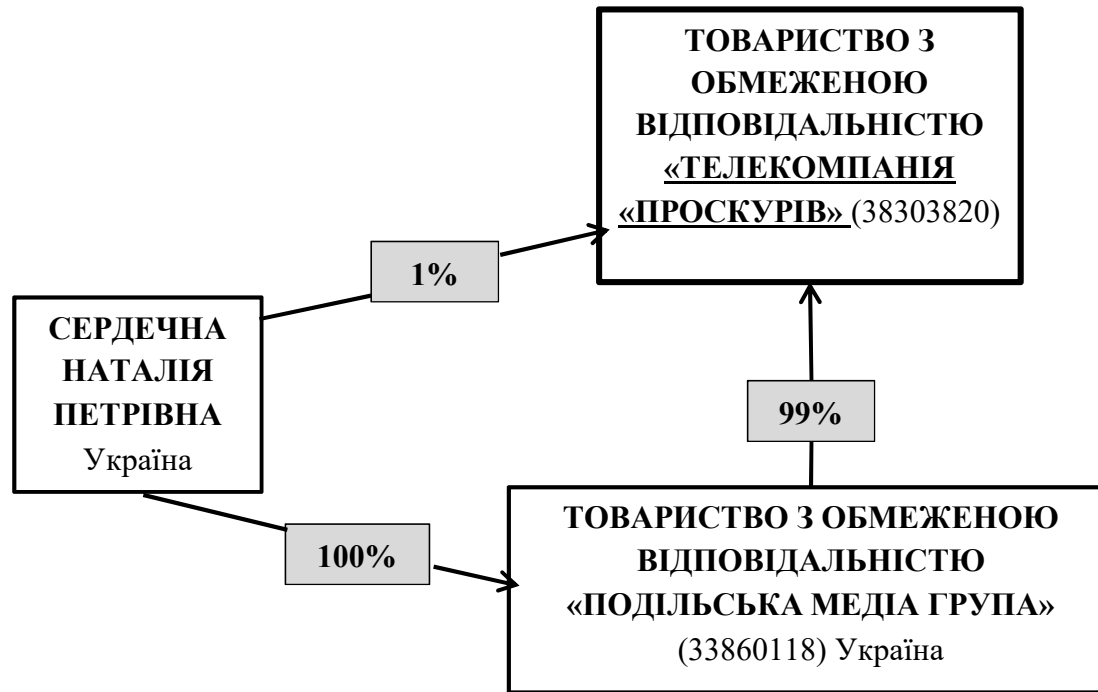 ТОВАРИСТВО З
ОБМЕЖЕНОЮ
ВІДПОВІДАЛЬНІСТЮ
«ТЕЛЕКОМПАНІЯ
«ПРОСКУРІВ» (38303820)
1%
СЕРДЕЧНА
НАТАЛІЯ
ПЕТРІВНА
Україна
99%
100%
ТОВАРИСТВО З ОБМЕЖЕНОЮ
ВІДПОВІДАЛЬНІСТЮ
«ПОДІЛЬСЬКА МЕДІА ГРУПА»
(33860118) Україна